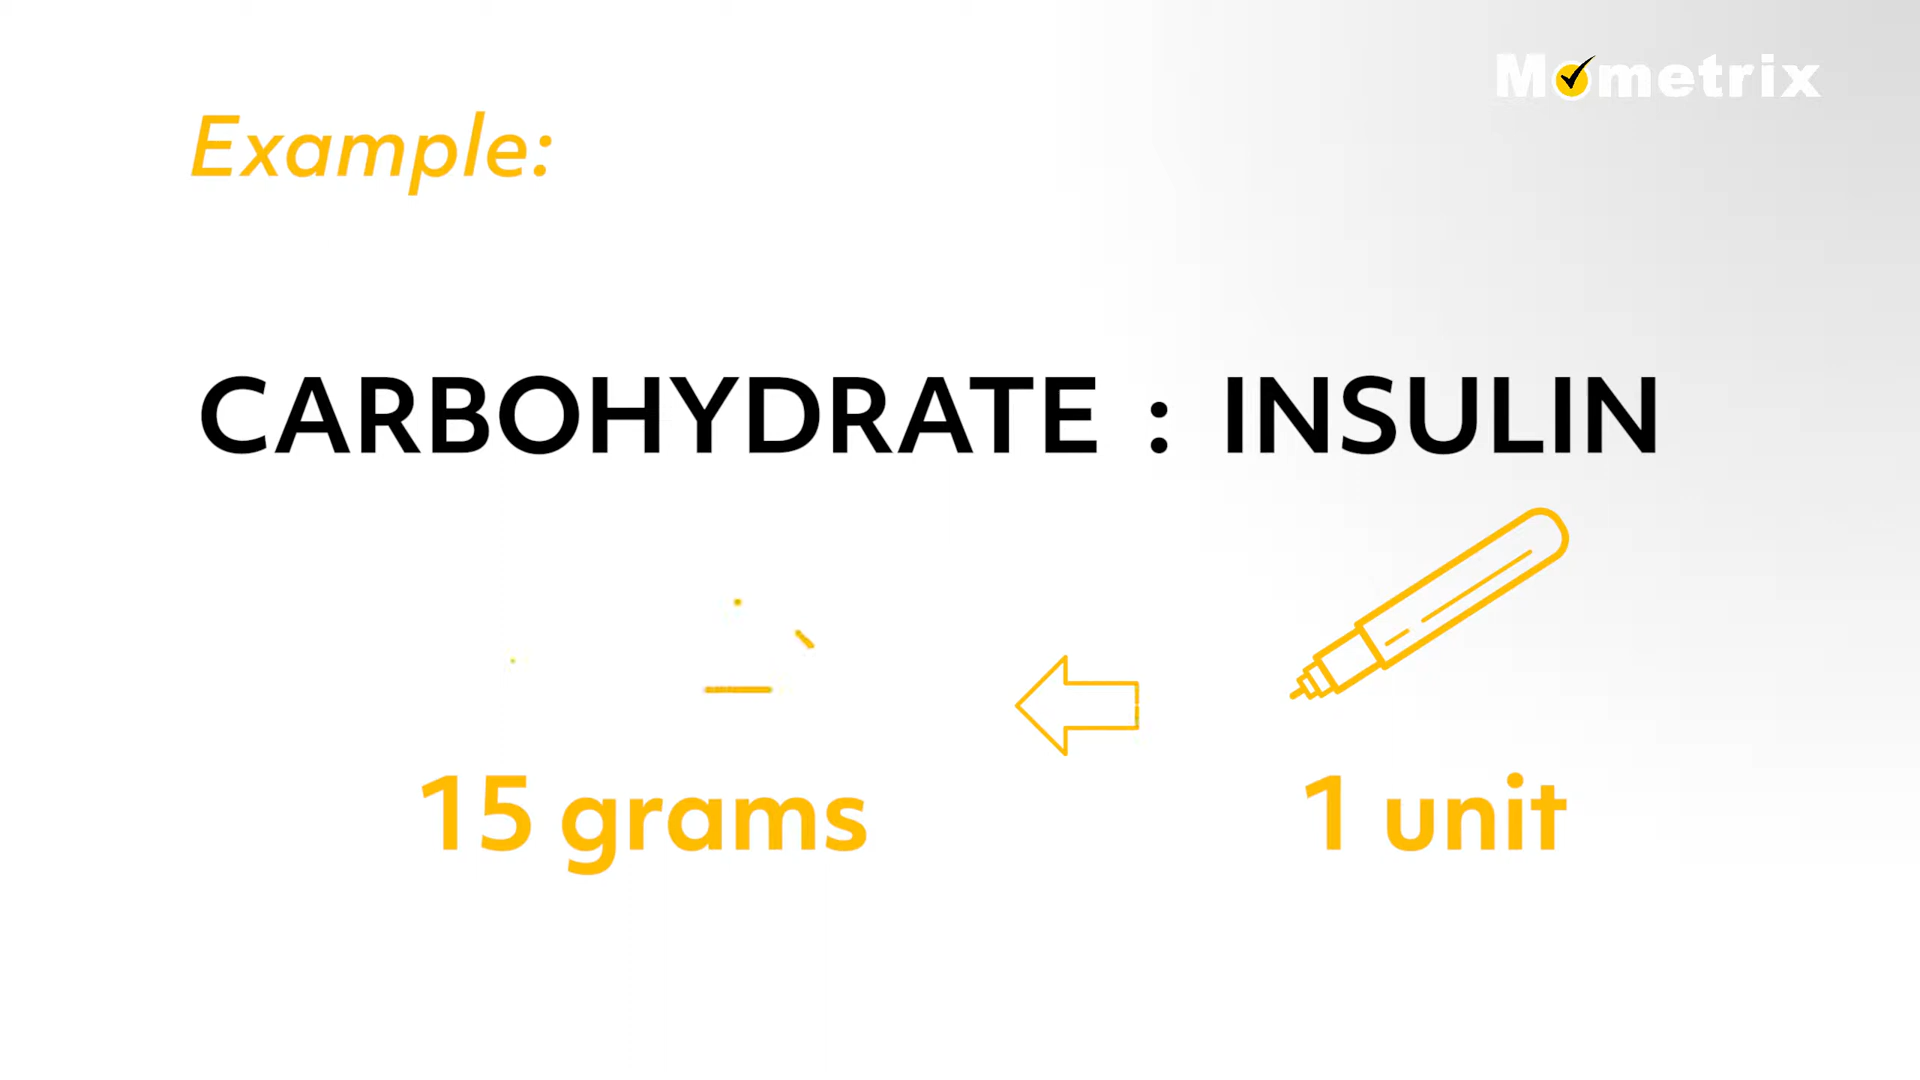 Mometrix
Example:
CARBOHYDRATE : INSULIN
15 grams
1 unit